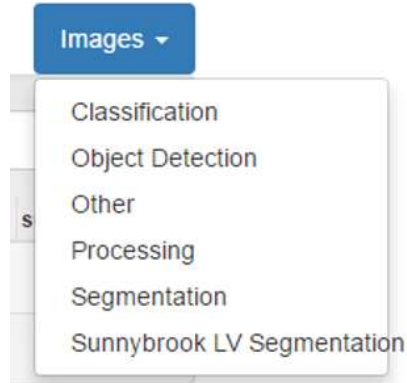 Images
Classification
Object Detection
Other
s
Processing
Segmentation
Sunnybrook LV Segmentation